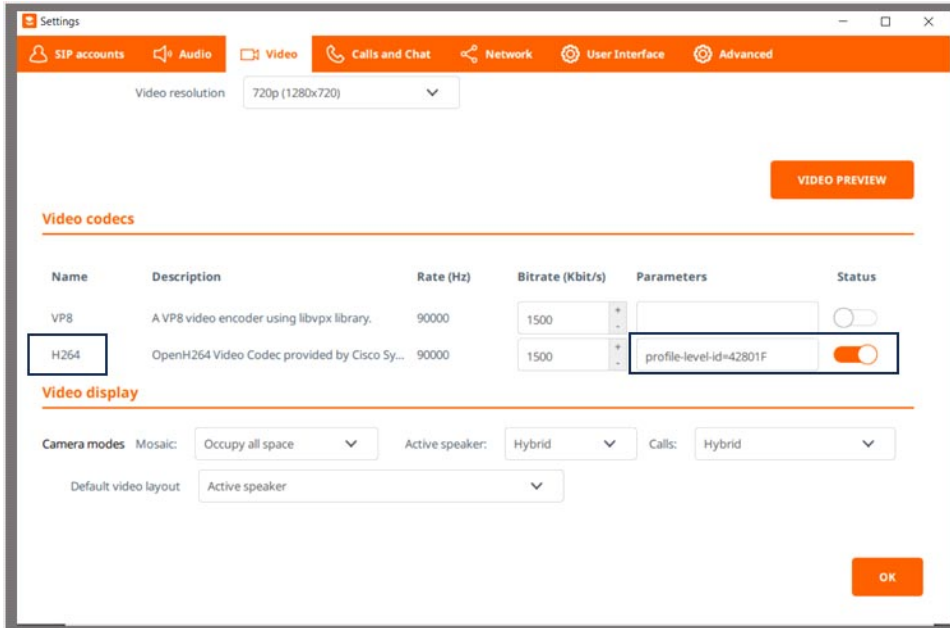 Settings
SIP accounts Audio Video Calls and Chat Network User Interface Advanced
Video resolution 720p (1280x720)
VIDEO PREVIEW
Video codecs
Name Description Rate (Hz) Bitrate (Kbit/s) Parameters Status
VP8 A VP8 video encoder using libvpx library. 90000 1500 + -
H264 OpenH264 Video Codec provided by Cisco Sy... 90000 1500 + - profile-level-id=42801F
Video display
Camera modes Mosaic: Occupy all space Active speaker: Hybrid Calls: Hybrid
Default video layout Active speaker
OK